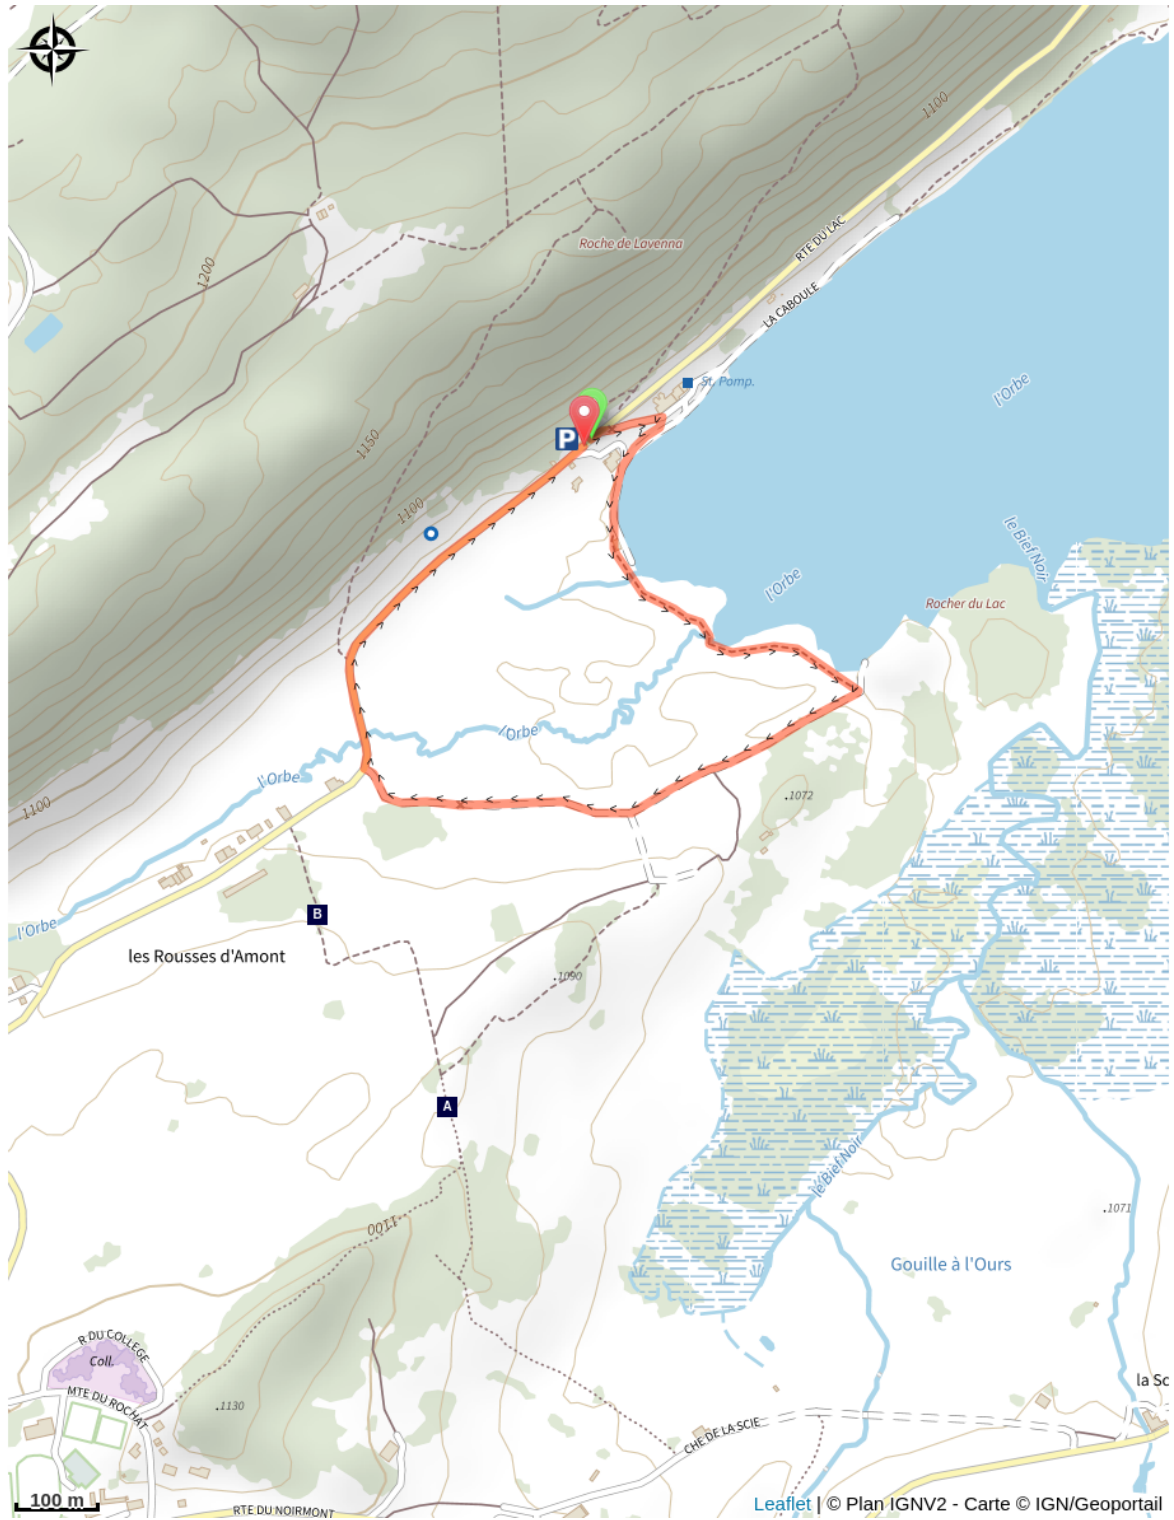 1100
RTE DU LAC
Roche de Lavenna
1200
LA CABOULE
St. Pomp.
l'Orbe
1150
P
1100
le Bief Noir
l'Orbe
Rocher du Lac
l'Orbe
l'Orbe
1100
.1072
B
l'Orbe
les Rousses d'Amont
.1090
A
le Bief Noir
.1071
1100
Gouille à l'Ours
R DU COLLEGE
Coll.
la Sc
MTE DU ROCHAT
.1130
CHE DE LA SCIE
100 m
RTE DU NOIRMONT
Leaflet | © Plan IGNV2 - Carte © IGN/Geoportail